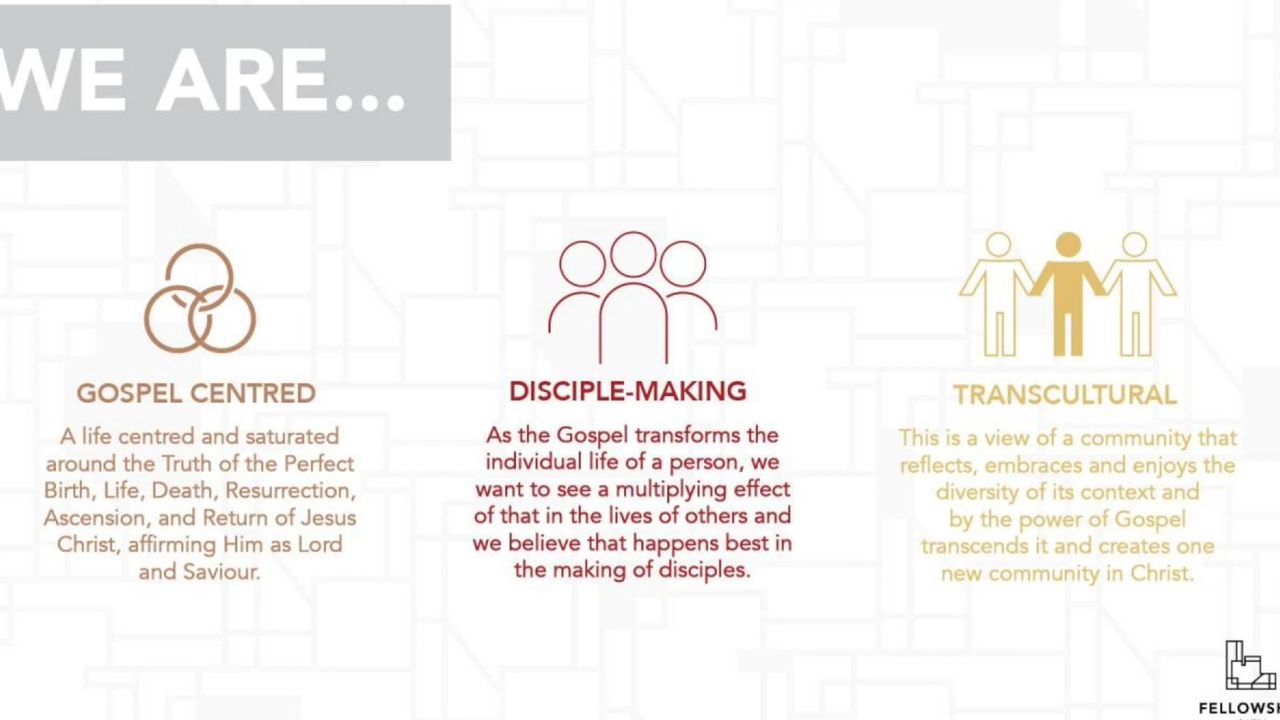 WE ARE...
GOSPEL CENTRED
A life centred and saturated
around the Truth of the Perfect
Birth, Life, Death, Resurrection,
Ascension, and Return of Jesus
Christ, affirming Him as Lord
and Saviour.
DISCIPLE-MAKING
As the Gospel transforms the
individual life of a person, we
want to see a multiplying effect
of that in the lives of others and
we believe that happens best in
the making of disciples.
TRANSCULTURAL
This is a view of a community that
reflects, embraces and enjoys the
diversity of its context and
by the power of Gospel
transcends it and creates one
new community in Christ.
FELLOWSH